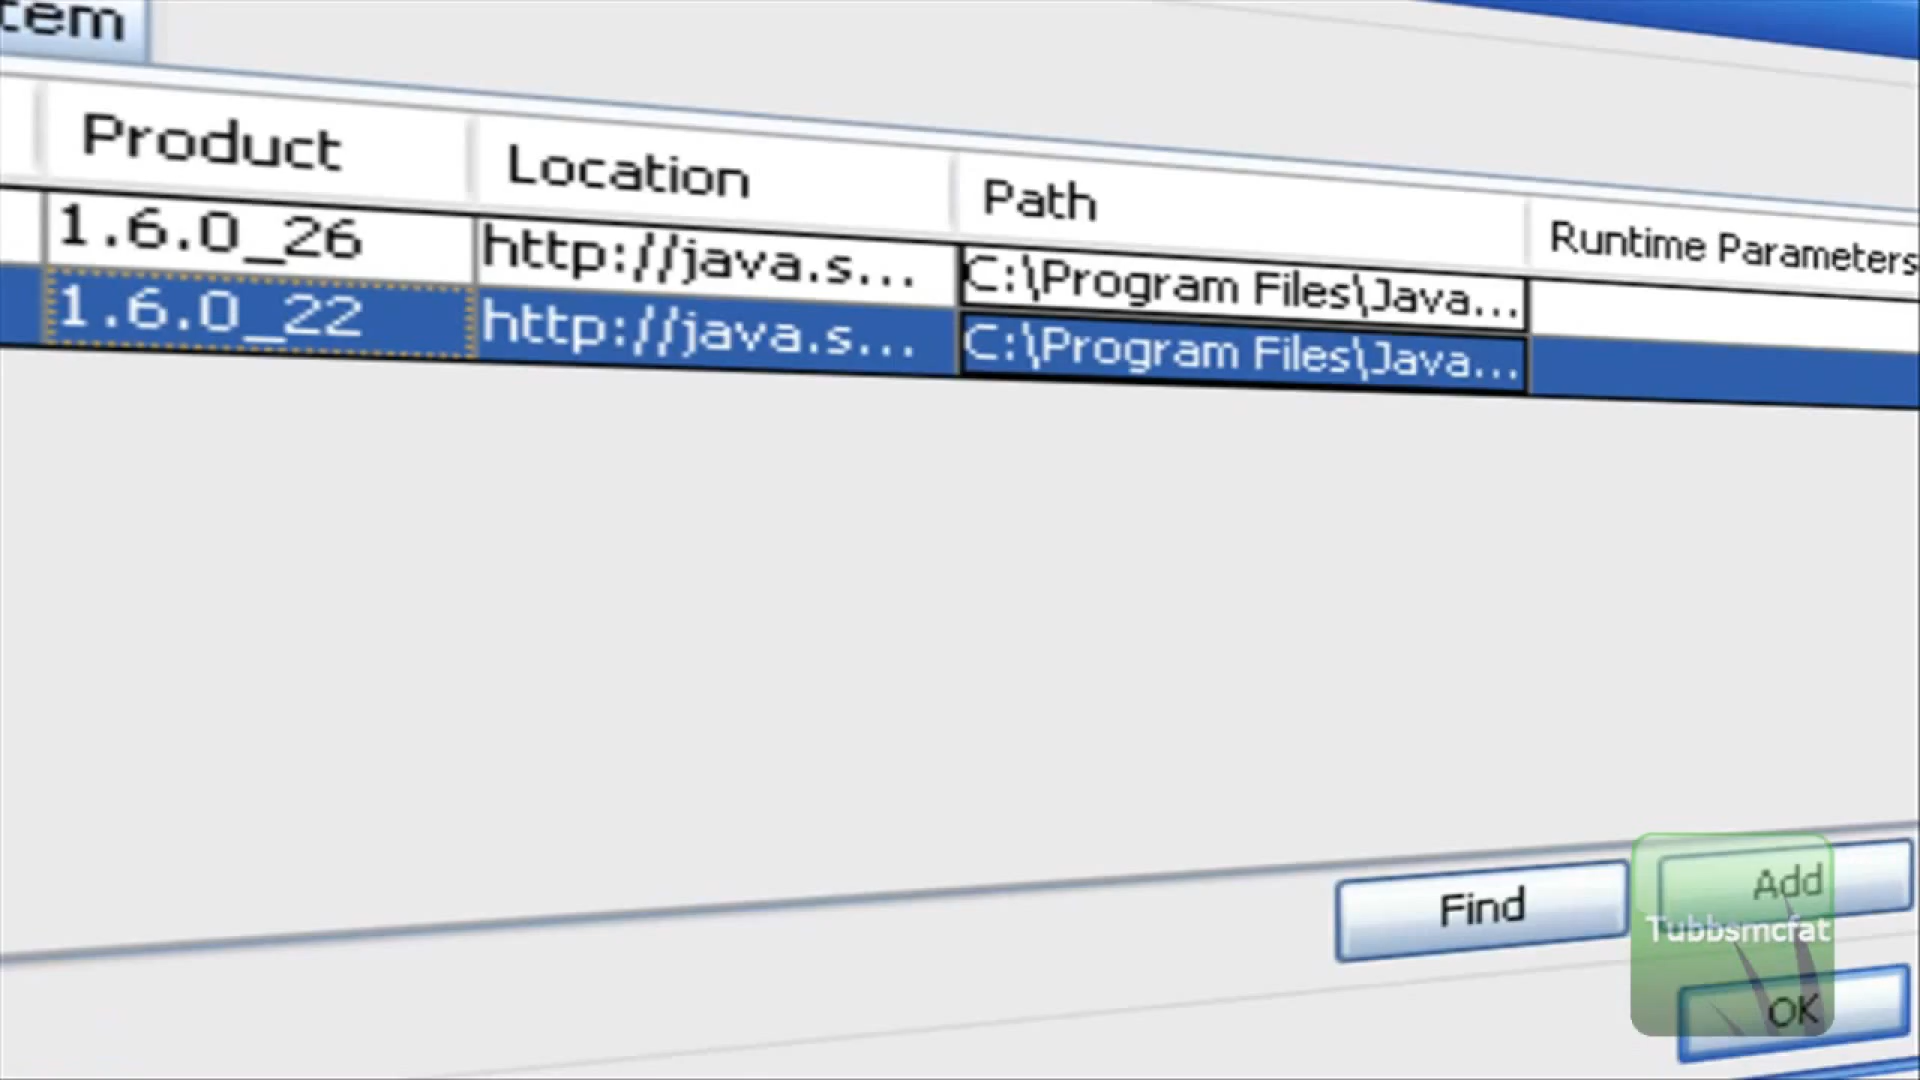 tem
Product Location Path Runtime Parameters
1.6.0_26 http://java.s... C:\Program Files\Java...
1.6.0_22 http://java.s... C:\Program Files\Java...
Find Add
Tubbsmcfat
OK